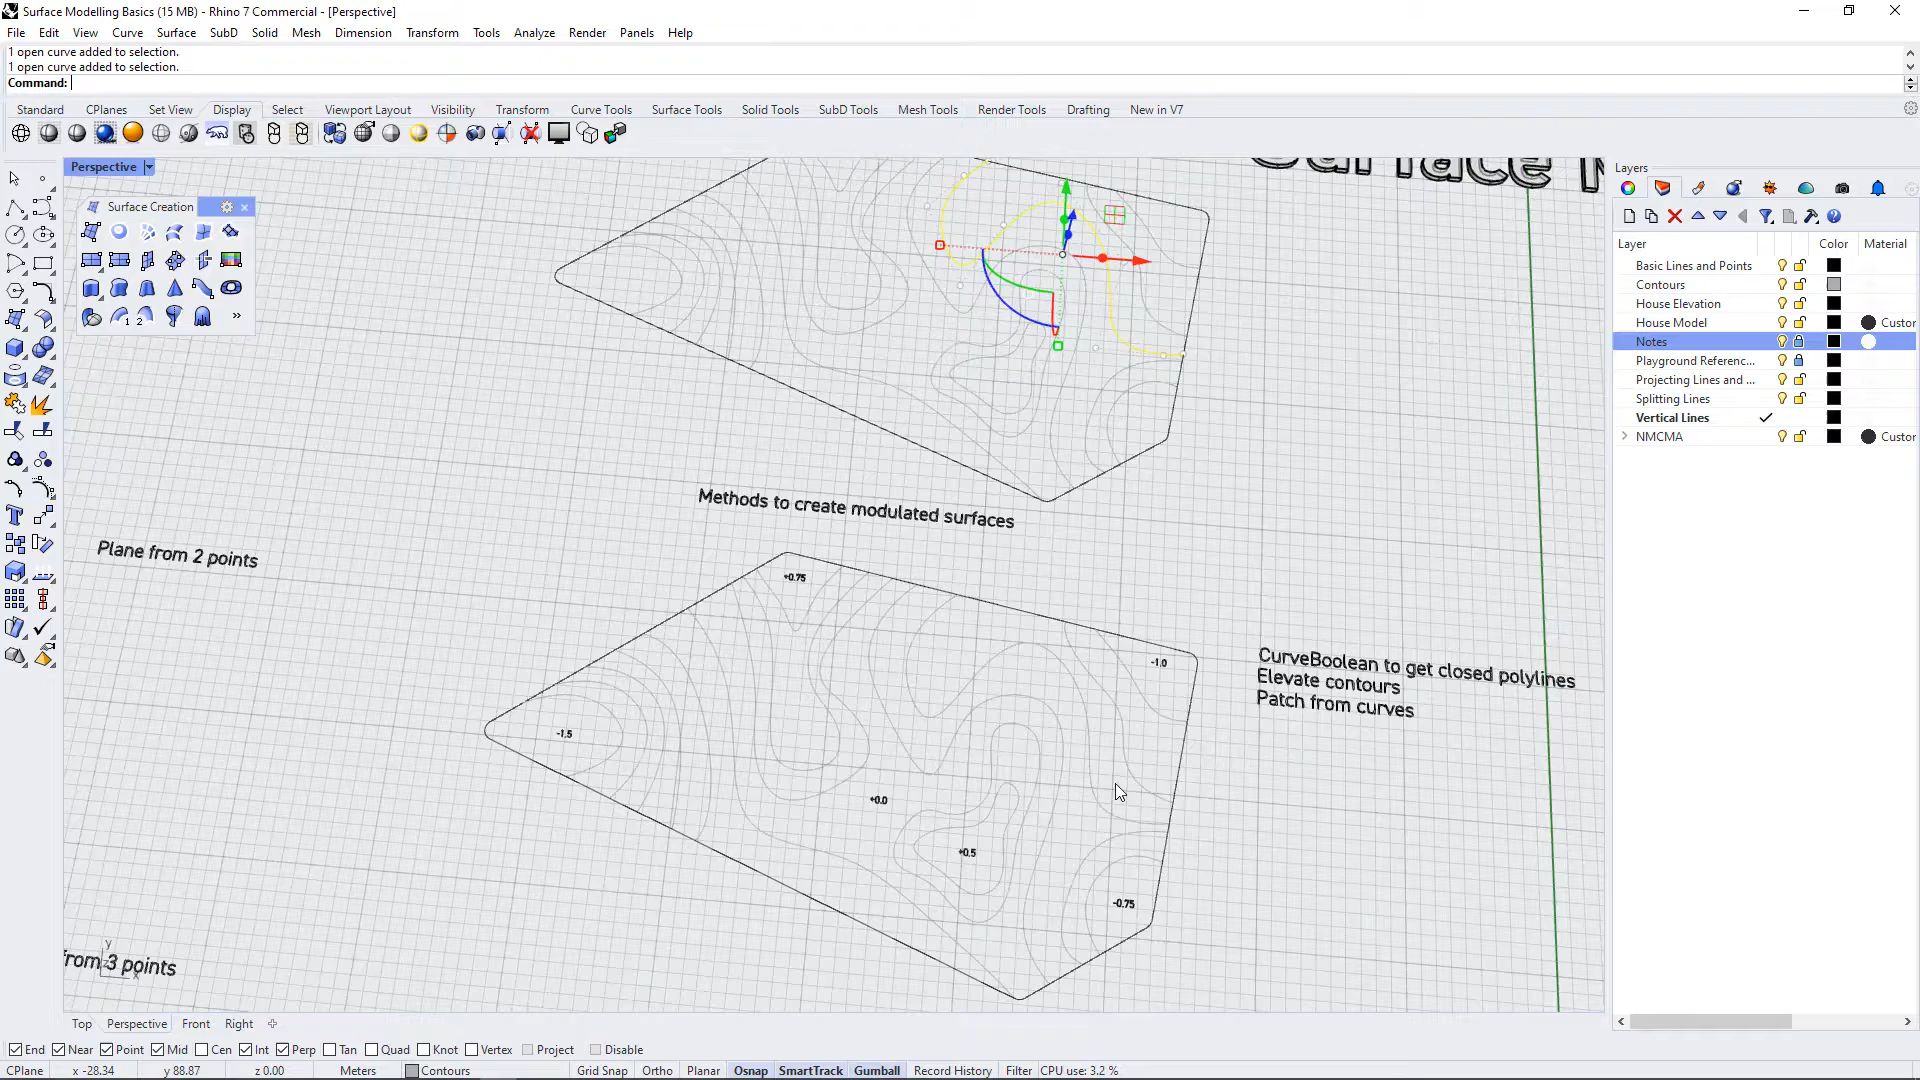 Surface Modelling Basics (15 MB) - Rhino 7 Commercial - [Perspective]
File Edit View Curve Surface SubD Solid Mesh Dimension Transform Tools Analyze Render Panels Help
1 open curve added to selection.
1 open curve added to selection.
Command:
Standard CPlanes Set View Display Select Viewport Layout Visibility Transform Curve Tools Surface Tools Solid Tools SubD Tools Mesh Tools Render Tools Drafting New in V7
Perspective
Surface Creation
Surface
Layers
Layer Color Material
Basic Lines and Points
Contours
House Elevation
House Model Custor
Notes
Playground Referenc...
Projecting Lines and ...
Splitting Lines
Vertical Lines
NMCMA Custor
Methods to create modulated surfaces
Plane from 2 points
+0.75
-1.0
-1.5
+0.0
+0.5
-0.75
CurveBoolean to get closed polylines
Elevate contours
Patch from curves
from 3 points
y
z x
Top Perspective Front Right
End Near Point Mid Cen Int Perp Tan Quad Knot Vertex Project Disable
CPlane x -28.34 y 88.87 z 0.00 Meters Contours Grid Snap Ortho Planar Osnap SmartTrack Gumball Record History Filter CPU use: 3.2 %